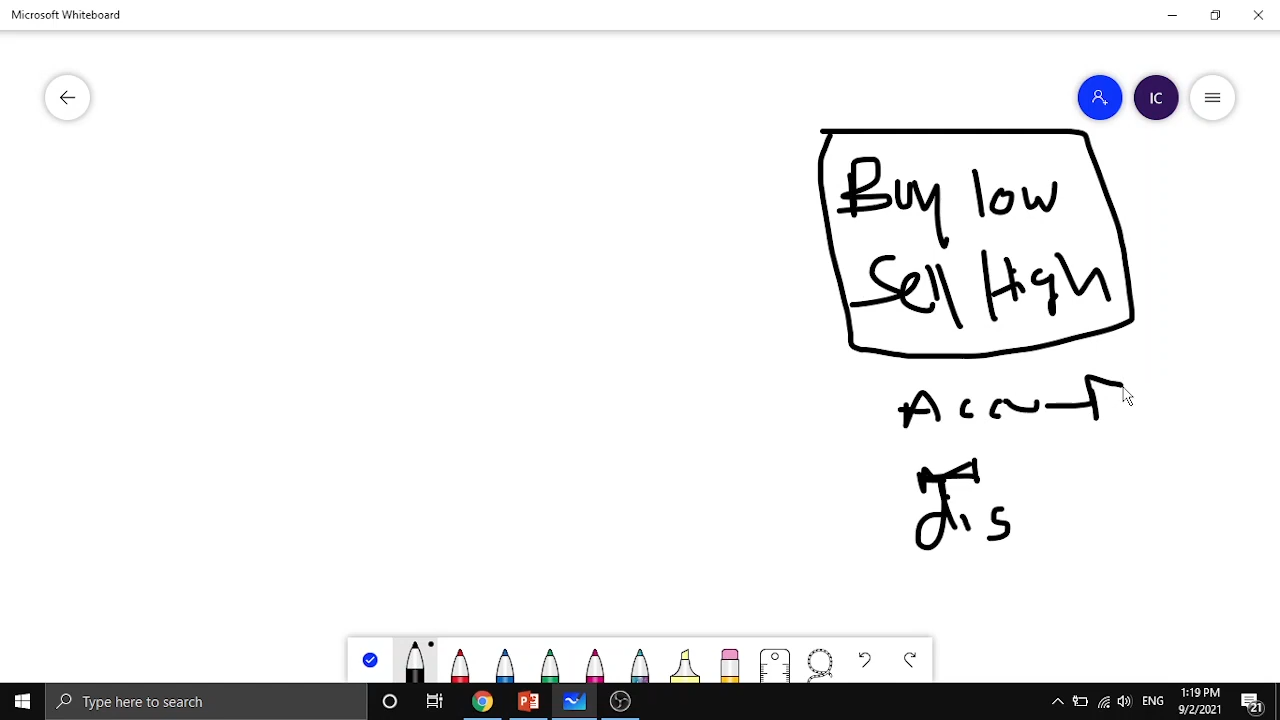 Microsoft Whiteboard
IC
Buy low
Sell High
dis
Type here to search
ENG
1:19 PM
9/2/2021
21